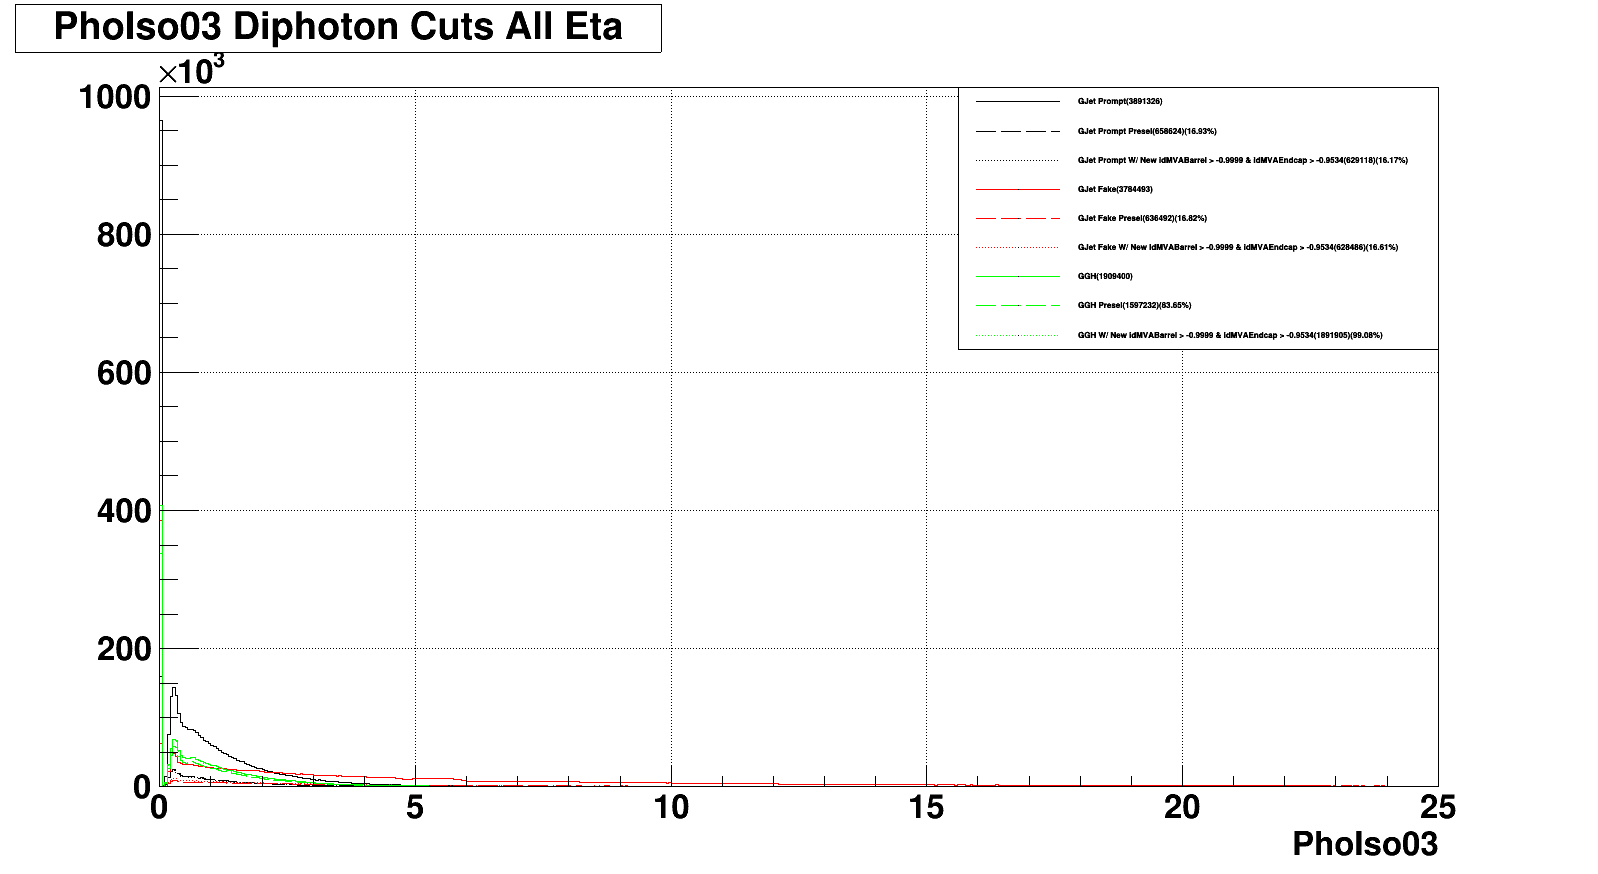 PhoIso03 Diphoton Cuts All Eta
×10³
1000
800
600
400
200
0
GJet Prompt(3891326)
GJet Prompt Presel(658624)(16.93%)
GJet Prompt W/ New idMVABarrel > -0.9999 & idMVAEndcap > -0.9534(629118)(16.17%)
GJet Fake(3784493)
GJet Fake Presel(636492)(16.82%)
GJet Fake W/ New idMVABarrel > -0.9999 & idMVAEndcap > -0.9534(628486)(16.61%)
GGH(1909400)
GGH Presel(1597232)(83.65%)
GGH W/ New idMVABarrel > -0.9999 & idMVAEndcap > -0.9534(1891905)(99.08%)
0 5 10 15 20 25
PhoIso03